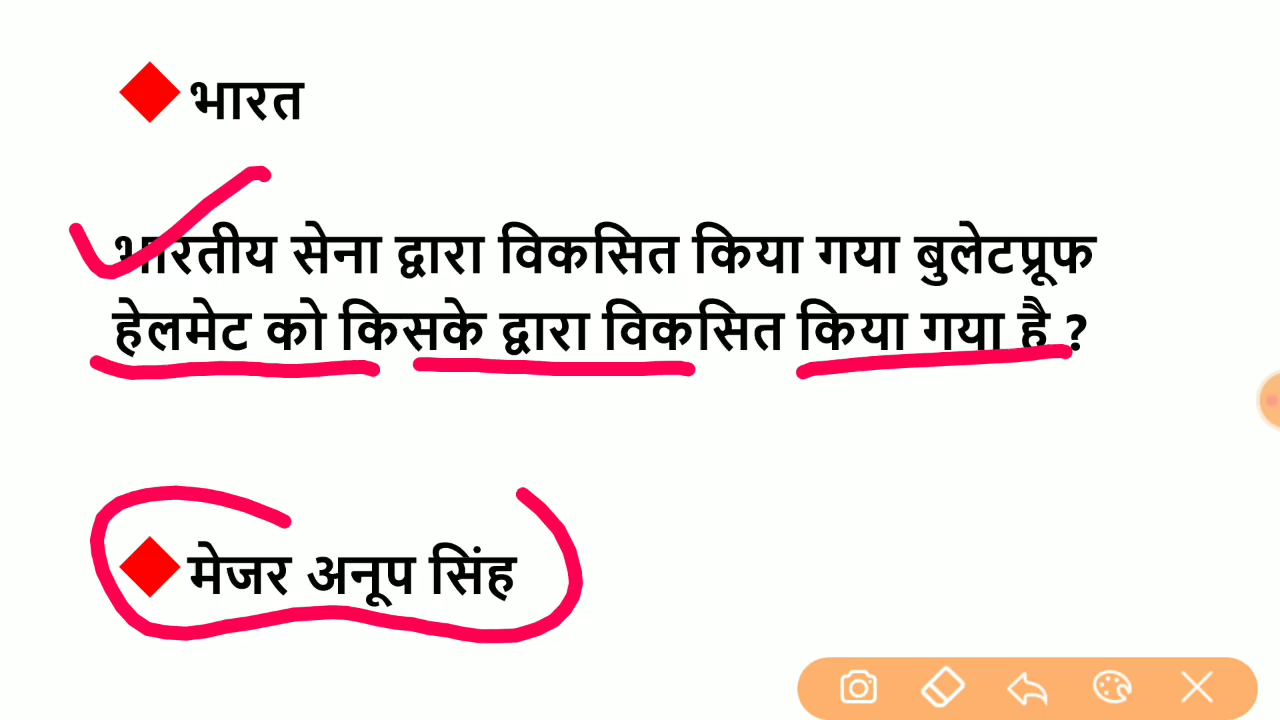 भारत
भारतीय सेना द्वारा विकसित किया गया बुलेटप्रूफ
हेलमेट को किसके द्वारा विकसित किया गया है ?
मेजर अनूप सिंह